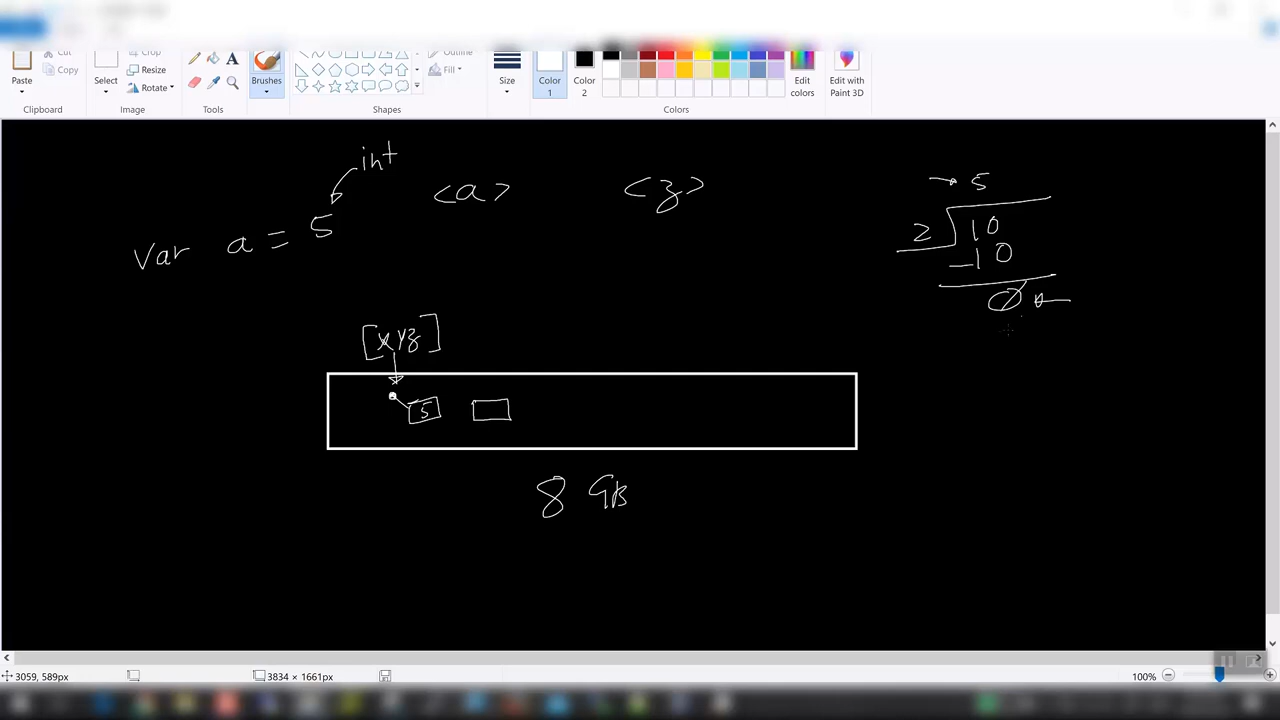 Paste
Cut
Copy
Clipboard
Select
Crop
Resize
Rotate
Image
Tools
Brushes
Shapes
Outline
Fill
Size
Color 1
Color 2
Edit colors
Colors
Edit with Paint 3D
int
Var a = 5
<a> <z>
→ 5
2 10
-10
0 ←
[xyz]
5
8 GB
3059, 589px
3834 × 1661px
100%